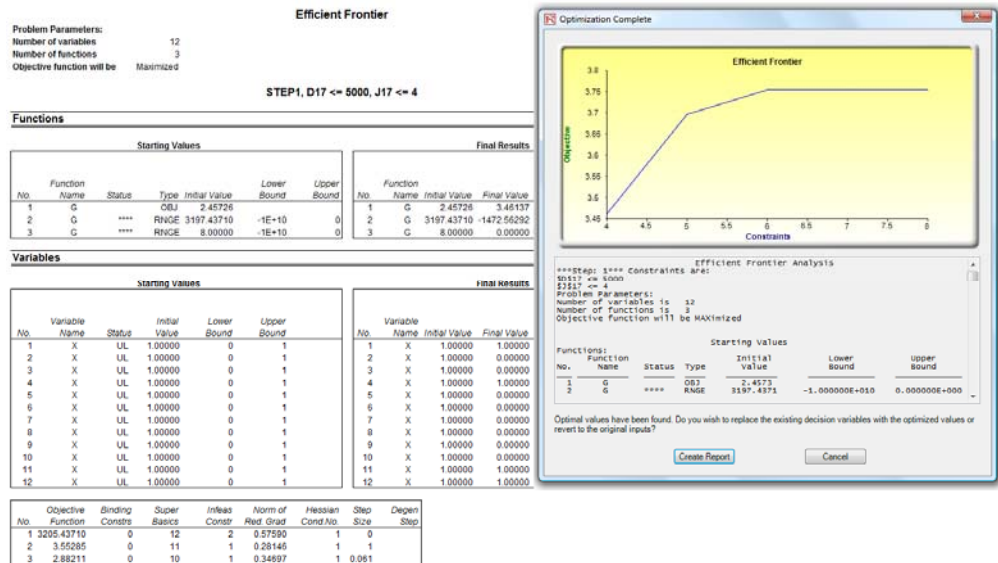 Efficient Frontier
Problem Parameters:
Number of variables 12
Number of functions 3
Objective function will be Maximized
STEP1, D17 <= 5000, J17 <= 4
Functions
Starting Values Final Results
Function Lower Upper Function
No. Name Status Type Initial Value Bound Bound No. Name Initial Value Final Value
1 G OBJ 2.45726 1 G 2.45726 3.46137
2 G **** RNGE 3197.43710 -1E+10 0 2 G 3197.43710 -1472.56292
3 G **** RNGE 8.00000 -1E+10 0 3 G 8.00000 0.00000
Variables
Starting Values Final Results
Variable Initial Lower Upper Variable
No. Name Status Value Bound Bound No. Name Initial Value Final Value
1 X UL 1.00000 0 1 1 X 1.00000 1.00000
2 X UL 1.00000 0 1 2 X 1.00000 0.00000
3 X UL 1.00000 0 1 3 X 1.00000 0.00000
4 X UL 1.00000 0 1 4 X 1.00000 1.00000
5 X UL 1.00000 0 1 5 X 1.00000 0.00000
6 X UL 1.00000 0 1 6 X 1.00000 0.00000
7 X UL 1.00000 0 1 7 X 1.00000 0.00000
8 X UL 1.00000 0 1 8 X 1.00000 0.00000
9 X UL 1.00000 0 1 9 X 1.00000 0.00000
10 X UL 1.00000 0 1 10 X 1.00000 0.00000
11 X UL 1.00000 0 1 11 X 1.00000 1.00000
12 X UL 1.00000 0 1 12 X 1.00000 1.00000
Objective Binding Super Infeas Norm of Hessian Step Degen
No. Function Constrs Basics Constr Red. Grad Cond.No. Size Step
1 3205.43710 0 12 2 0.57590 1 0
2 3.55285 0 11 1 0.28146 1 1
3 2.88211 0 10 1 0.34697 1 0.061
Optimization Complete
Efficient Frontier
3.8
3.75
3.7
3.65
3.6
3.55
3.5
3.45
Objective
4 4.5 5 5.5 6 6.5 7 7.5 8
Constraints
Efficient Frontier Analysis
***Step: 1*** Constraints are:
$D$17 <= 5000
$J$17 <= 4
Problem Parameters:
Number of variables is 12
Number of functions is 3
Objective function will be MAXimized
Starting Values
Functions:
Function Initial Lower Upper
No. Name Status Type Value Bound Bound
1 G OBJ 2.4573
2 G **** RNGE 3197.4371 -1.000000E+010 0.000000E+000
Optimal values have been found. Do you wish to replace the existing decision variables with the optimized values or
revert to the original inputs?
Create Report Cancel